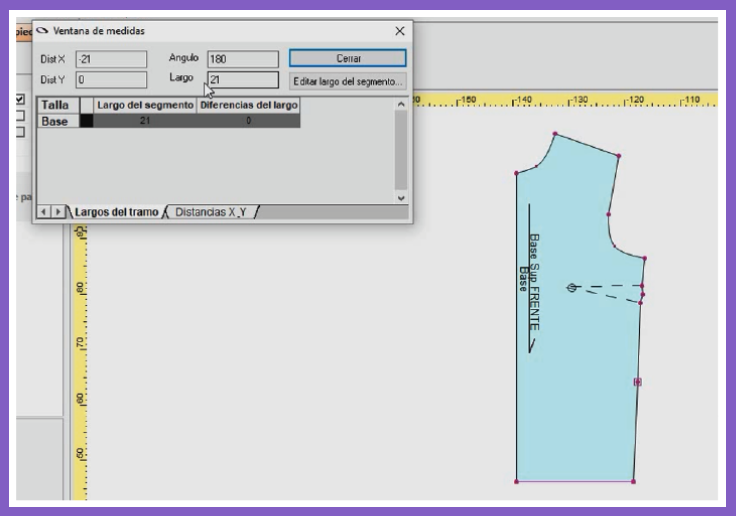 piez
Ventana de medidas
Dist X -21 Angulo 180 Cerrar
Dist Y 0 Largo 21 Editar largo del segmento...
Talla Largo del segmento Diferencias del largo
Base 21 0
Largos del tramo Distancias X_Y
-150 -140 -130 -120 -110
80
70
60
50
Base Sup FRENTE
Base